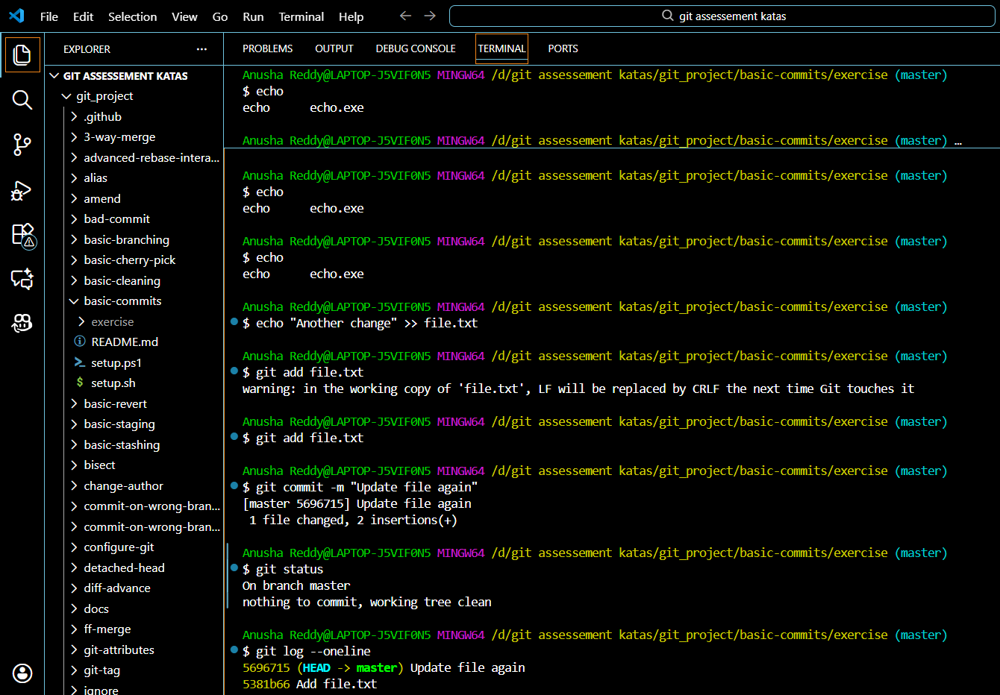 File Edit Selection View Go Run Terminal Help
git assessement katas
EXPLORER ...
GIT ASSESSEMENT KATAS
git_project
.github
3-way-merge
advanced-rebase-intera...
alias
amend
bad-commit
basic-branching
basic-cherry-pick
basic-cleaning
basic-commits
exercise
README.md
setup.ps1
setup.sh
basic-revert
basic-staging
basic-stashing
bisect
change-author
commit-on-wrong-bran...
commit-on-wrong-bran...
configure-git
detached-head
diff-advance
docs
ff-merge
git-attributes
git-tag
ignore
PROBLEMS OUTPUT DEBUG CONSOLE TERMINAL PORTS
Anusha Reddy@LAPTOP-J5VIF0N5 MINGW64 /d/git assessement katas/git_project/basic-commits/exercise (master)
$ echo
echo echo.exe
Anusha Reddy@LAPTOP-J5VIF0N5 MINGW64 /d/git assessement katas/git_project/basic-commits/exercise (master) ...
Anusha Reddy@LAPTOP-J5VIF0N5 MINGW64 /d/git assessement katas/git_project/basic-commits/exercise (master)
$ echo
echo echo.exe
Anusha Reddy@LAPTOP-J5VIF0N5 MINGW64 /d/git assessement katas/git_project/basic-commits/exercise (master)
$ echo
echo echo.exe
Anusha Reddy@LAPTOP-J5VIF0N5 MINGW64 /d/git assessement katas/git_project/basic-commits/exercise (master)
$ echo "Another change" >> file.txt
Anusha Reddy@LAPTOP-J5VIF0N5 MINGW64 /d/git assessement katas/git_project/basic-commits/exercise (master)
$ git add file.txt
warning: in the working copy of 'file.txt', LF will be replaced by CRLF the next time Git touches it
Anusha Reddy@LAPTOP-J5VIF0N5 MINGW64 /d/git assessement katas/git_project/basic-commits/exercise (master)
$ git add file.txt
Anusha Reddy@LAPTOP-J5VIF0N5 MINGW64 /d/git assessement katas/git_project/basic-commits/exercise (master)
$ git commit -m "Update file again"
[master 5696715] Update file again
1 file changed, 2 insertions(+)
Anusha Reddy@LAPTOP-J5VIF0N5 MINGW64 /d/git assessement katas/git_project/basic-commits/exercise (master)
$ git status
On branch master
nothing to commit, working tree clean
Anusha Reddy@LAPTOP-J5VIF0N5 MINGW64 /d/git assessement katas/git_project/basic-commits/exercise (master)
$ git log --oneline
5696715 (HEAD -> master) Update file again
5381b66 Add file.txt